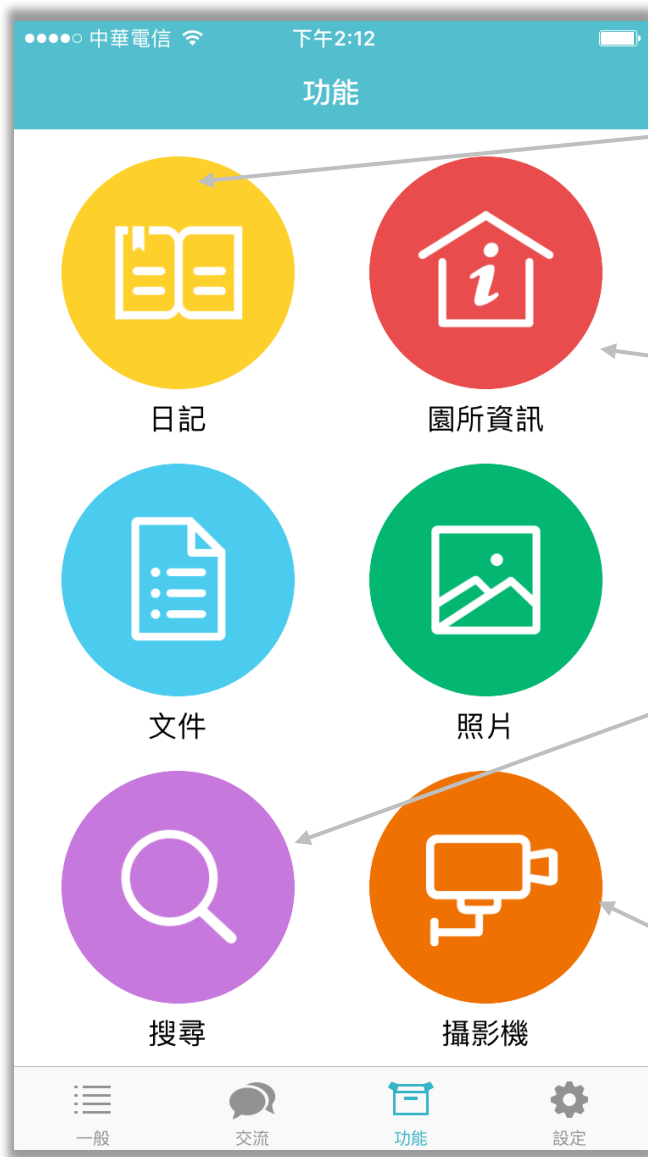 中華電信 下午2:12
功能
日記 園所資訊
文件 照片
搜尋 攝影機
一般 交流 功能 設定